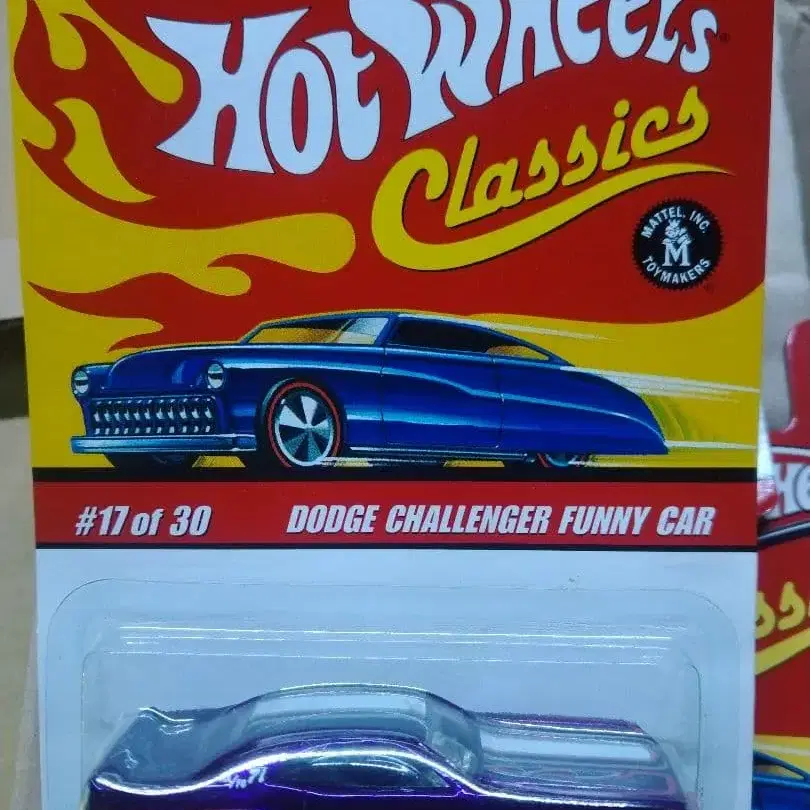 Hot Wheels
Classics
MATTEL, INC.
M
TOYMAKERS
#17 of 30
DODGE CHALLENGER FUNNY CAR